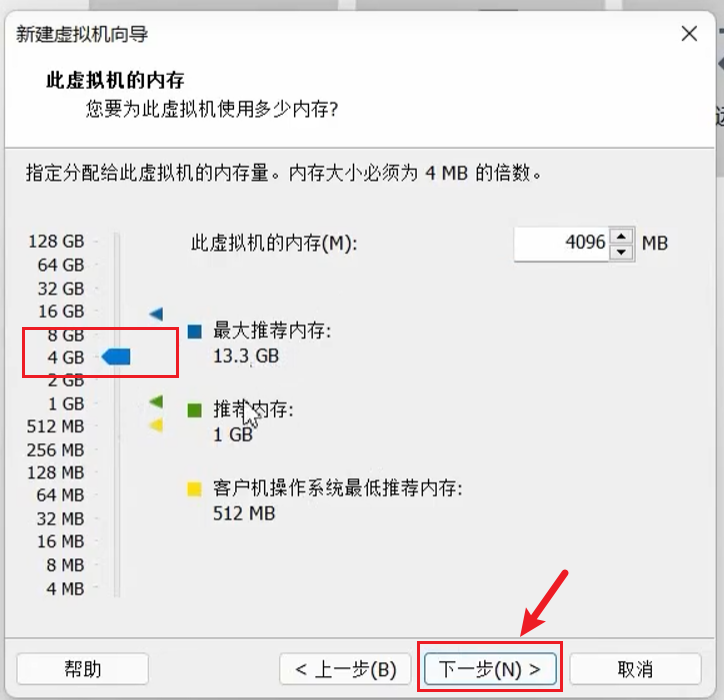 新建虚拟机向导
此虚拟机的内存
您要为此虚拟机使用多少内存?
指定分配给此虚拟机的内存量。内存大小必须为 4 MB 的倍数。
128 GB
64 GB
32 GB
16 GB
8 GB
4 GB
2 GB
1 GB
512 MB
256 MB
128 MB
64 MB
32 MB
16 MB
8 MB
4 MB
此虚拟机的内存(M):
4096 MB
最大推荐内存:
13.3 GB
推荐内存:
1 GB
客户机操作系统最低推荐内存:
512 MB
帮助
< 上一步(B)
下一步(N) >
取消